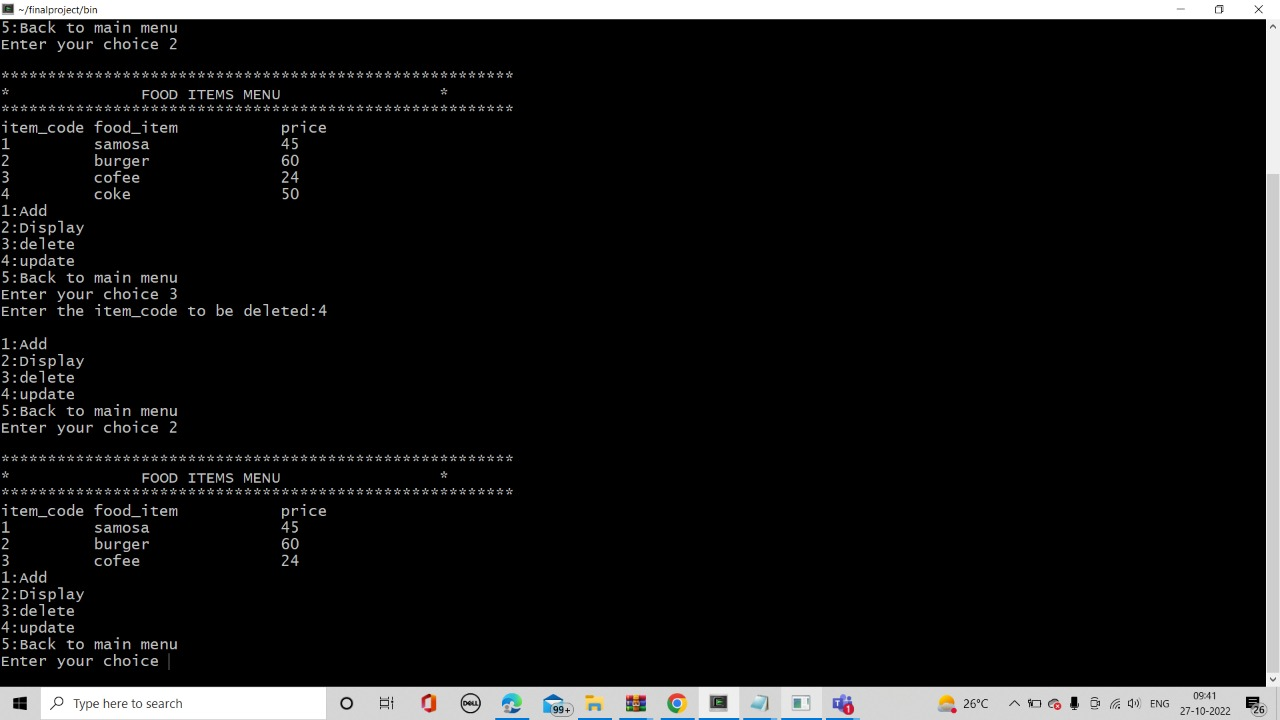 ~/finalproject/bin
5:Back to main menu
Enter your choice 2
*******************************************************
* FOOD ITEMS MENU *
*******************************************************
item_code food_item price
1 samosa 45
2 burger 60
3 cofee 24
4 coke 50
1:Add
2:Display
3:delete
4:update
5:Back to main menu
Enter your choice 3
Enter the item_code to be deleted:4
1:Add
2:Display
3:delete
4:update
5:Back to main menu
Enter your choice 2
*******************************************************
* FOOD ITEMS MENU *
*******************************************************
item_code food_item price
1 samosa 45
2 burger 60
3 cofee 24
1:Add
2:Display
3:delete
4:update
5:Back to main menu
Enter your choice
Type here to search
DELL
99+
1
26°C
ENG
09:41
27-10-2022
26